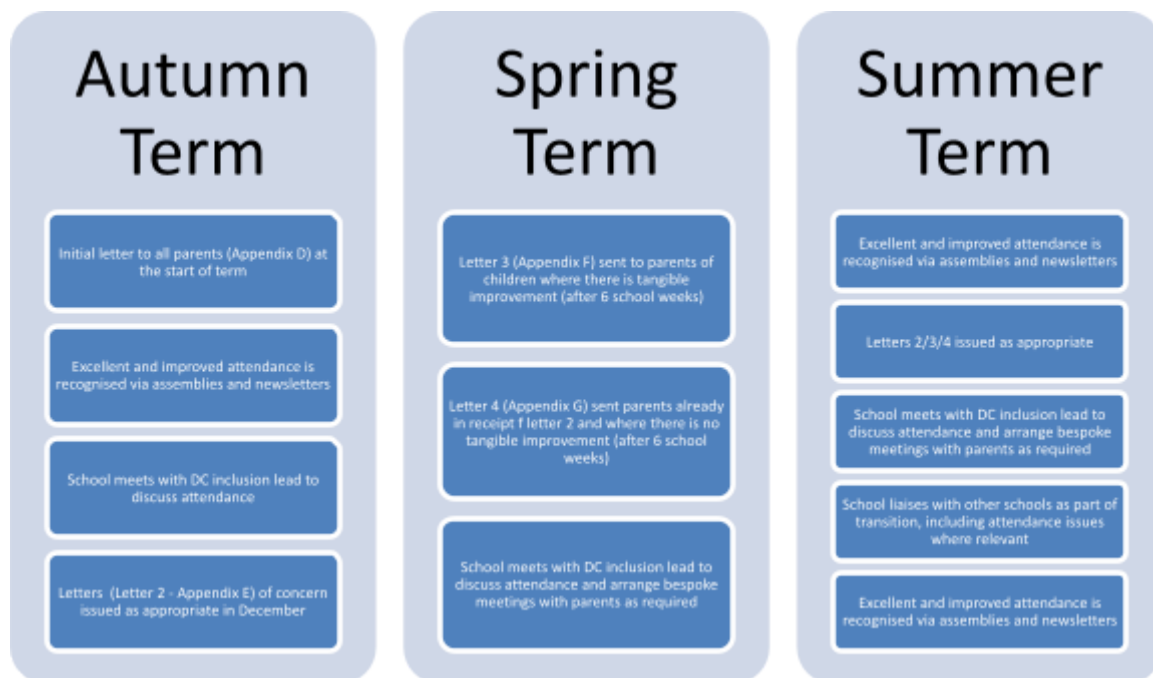 Autumn
Term
Initial letter to all parents (Appendix D) at
the start of term
Excellent and improved attendance is
recognised via assemblies and newsletters
School meets with DC inclusion lead to
discuss attendance
Letters (Letter 2 - Appendix E) of concern
issued as appropriate in December
Spring
Term
Letter 3 (Appendix F) sent to parents of
children where there is tangible
improvement (after 6 school weeks)
Letter 4 (Appendix G) sent parents already
in receipt f letter 2 and where there is no
tangible improvement (after 6 school
weeks)
School meets with DC inclusion lead to
discuss attendance and arrange bespoke
meetings with parents as required
Summer
Term
Excellent and improved attendance is
recognised via assemblies and newsletters
Letters 2/3/4 issued as appropriate
School meets with DC inclusion lead to
discuss attendance and arrange bespoke
meetings with parents as required
School liaises with other schools as part of
transition, including attendance issues
where relevant
Excellent and improved attendance is
recognised via assemblies and newsletters